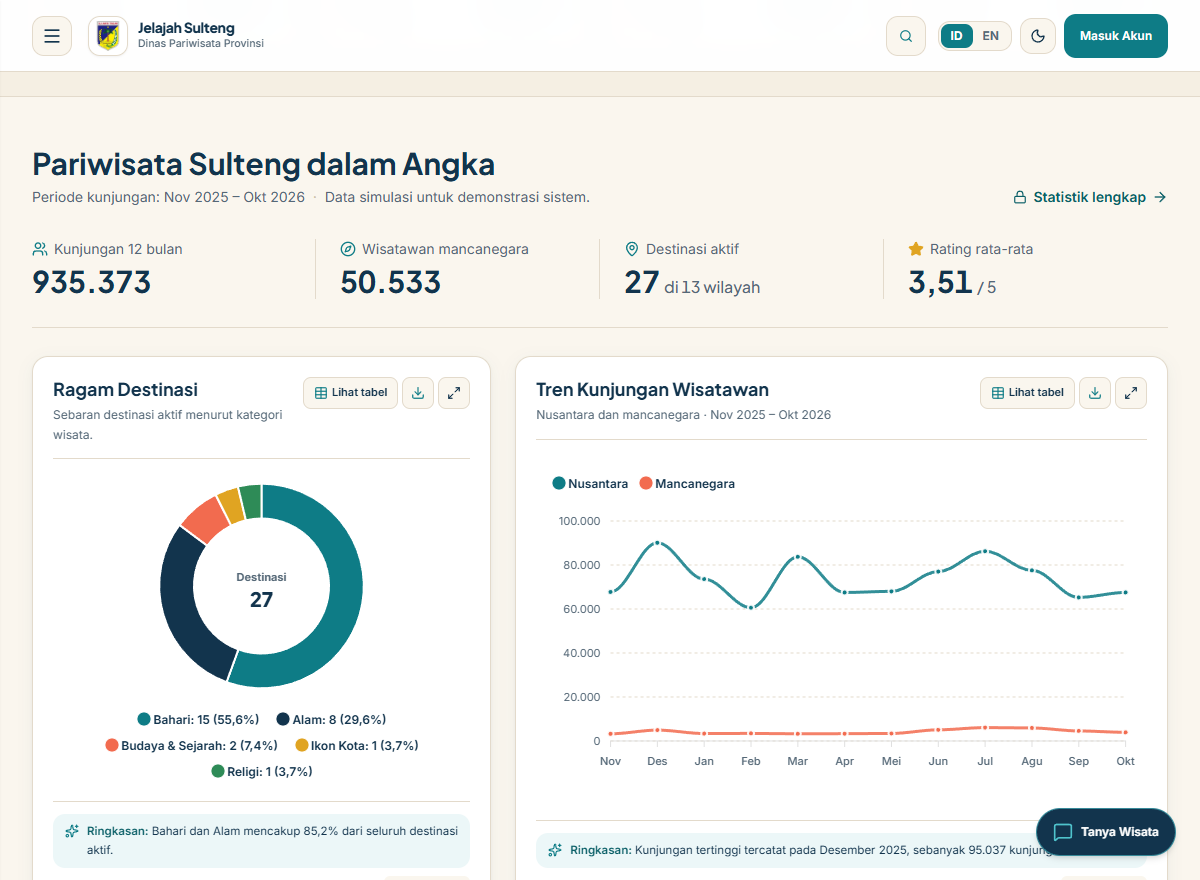 Jelajah Sulteng
Dinas Pariwisata Provinsi
ID EN
Masuk Akun
Pariwisata Sulteng dalam Angka
Periode kunjungan: Nov 2025 – Okt 2026 · Data simulasi untuk demonstrasi sistem.
Statistik lengkap
Kunjungan 12 bulan
935.373
Wisatawan mancanegara
50.533
Destinasi aktif
27 di 13 wilayah
Rating rata-rata
3,51 / 5
Ragam Destinasi
Sebaran destinasi aktif menurut kategori
wisata.
Lihat tabel
Destinasi
27
Bahari: 15 (55,6%) Alam: 8 (29,6%)
Budaya & Sejarah: 2 (7,4%) Ikon Kota: 1 (3,7%)
Religi: 1 (3,7%)
Ringkasan: Bahari dan Alam mencakup 85,2% dari seluruh destinasi
aktif.
Tren Kunjungan Wisatawan
Nusantara dan mancanegara · Nov 2025 – Okt 2026
Lihat tabel
Nusantara Mancanegara
100.000
80.000
60.000
40.000
20.000
0
Nov Des Jan Feb Mar Apr Mei Jun Jul Agu Sep Okt
Ringkasan: Kunjungan tertinggi tercatat pada Desember 2025, sebanyak 95.037
Tanya Wisata